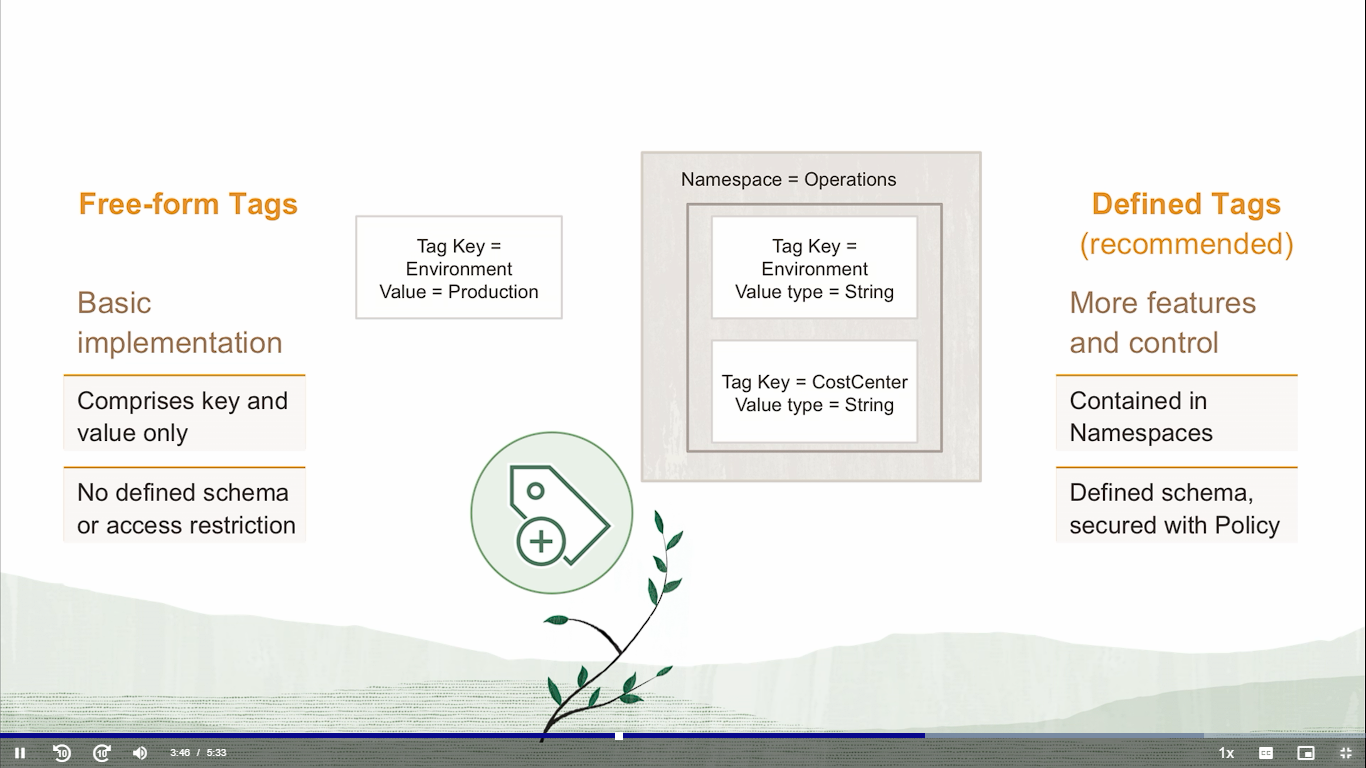 Free-form Tags
Basic
implementation
Comprises key and
value only
No defined schema
or access restriction
Tag Key =
Environment
Value = Production
Namespace = Operations
Tag Key =
Environment
Value type = String
Tag Key = CostCenter
Value type = String
Defined Tags
(recommended)
More features
and control
Contained in
Namespaces
Defined schema,
secured with Policy
10
10
3:46 / 5:33
1x
CC